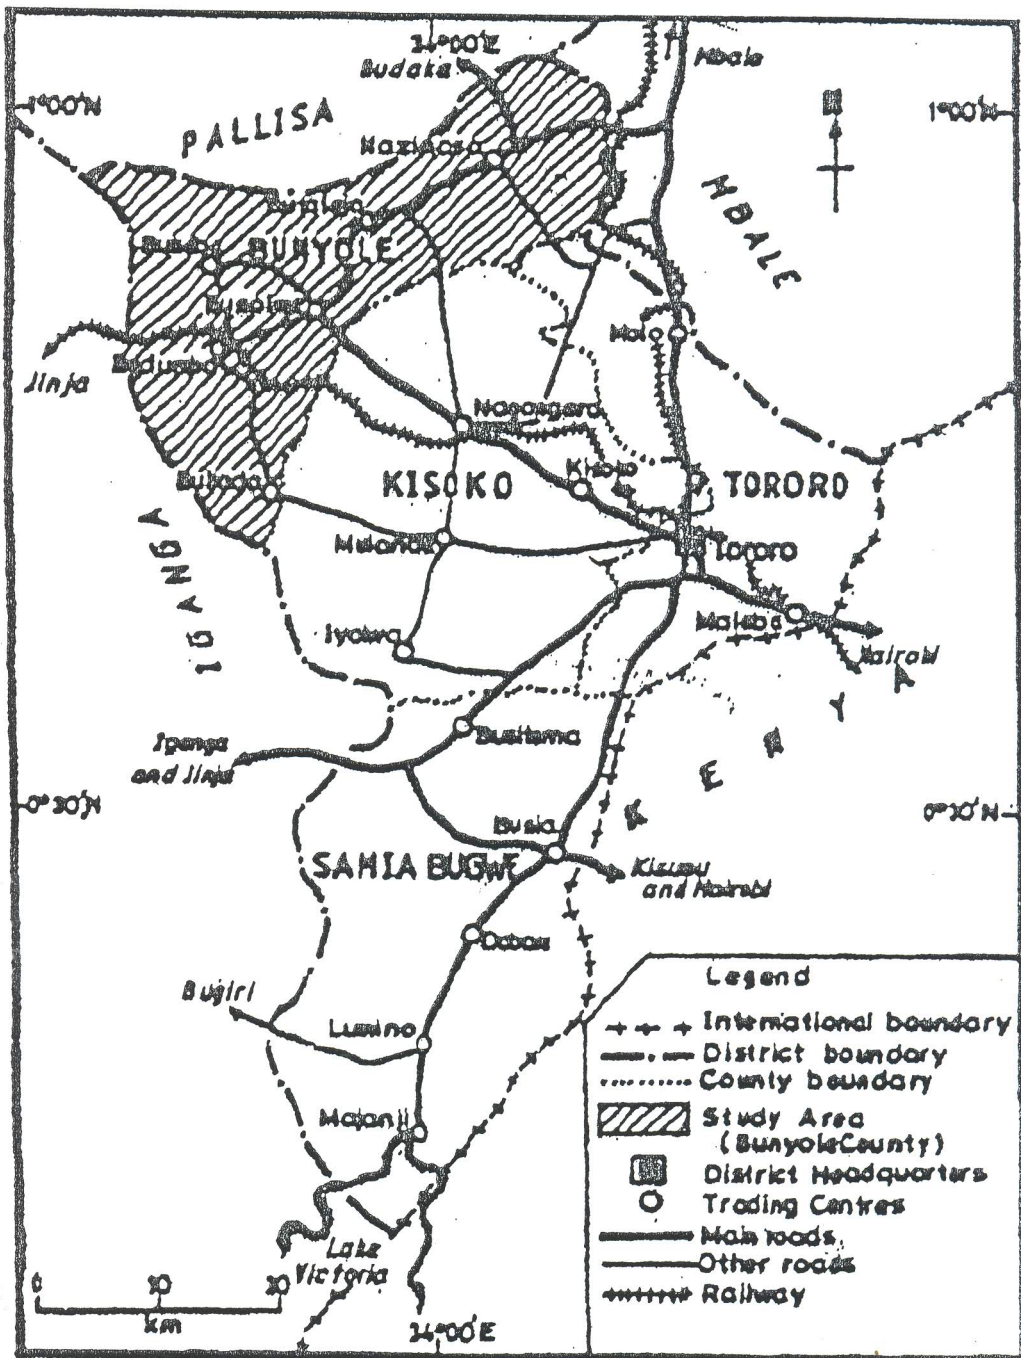 34°00'E
Budaka
Mbale
1°00'N
1°00'N
PALLISA
MBALE
BUNYOLE
Jinja
Nagongera
KISOKO
Kisoko
TORORO
Tororo
Mulanda
IGANGA
Iyolwa
Malaba
Nairobi
KENYA
Busitema
Iganga
and Jinja
0°30'N
0°30'N
Busia
SAMIA BUGWE
Kisumu
and Nairobi
Bugiri
Lumino
Majanji
Lake
Victoria
0
10
20
km
34°00'E
Legend
International boundary
District boundary
County boundary
Study Area
(Bunyole County)
District Headquarters
Trading Centres
Main roads
Other roads
Railway